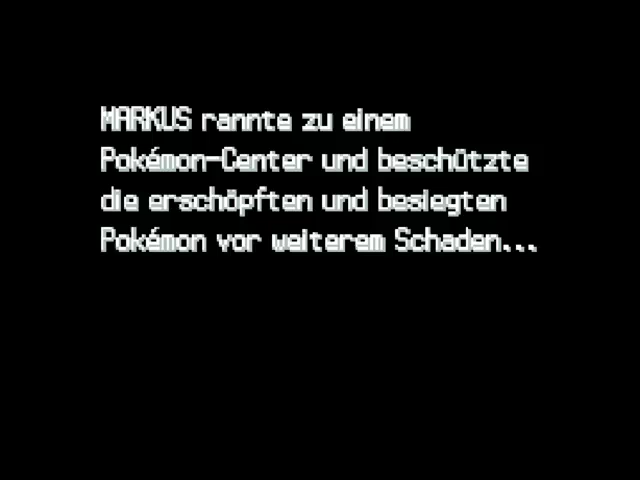 MARKUS rannte zu einem
Pokémon-Center und beschützte
die erschöpften und besiegten
Pokémon vor weiterem Schaden...